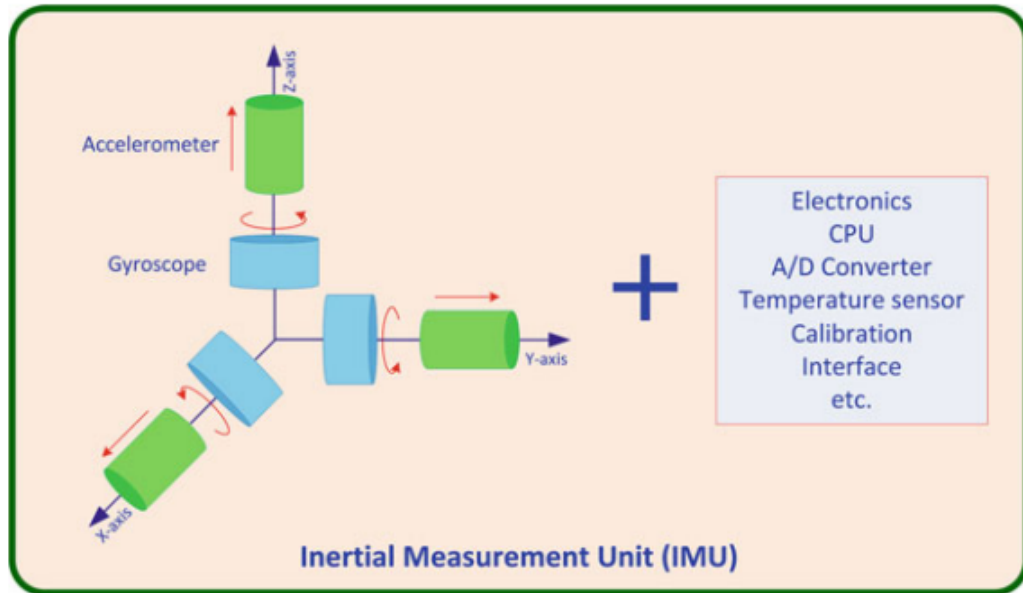 Z-axis
Accelerometer
Gyroscope
Y-axis
X-axis
Electronics
CPU
A/D Converter
Temperature sensor
Calibration
Interface
etc.
Inertial Measurement Unit (IMU)